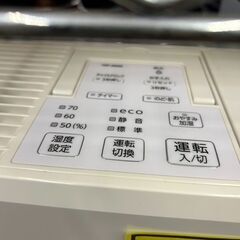 タイマー
70
60
50(%)
湿度
設定
eco
静音
標準
運転
切換
おやすみ
加湿
のど・肌
運転
入/切